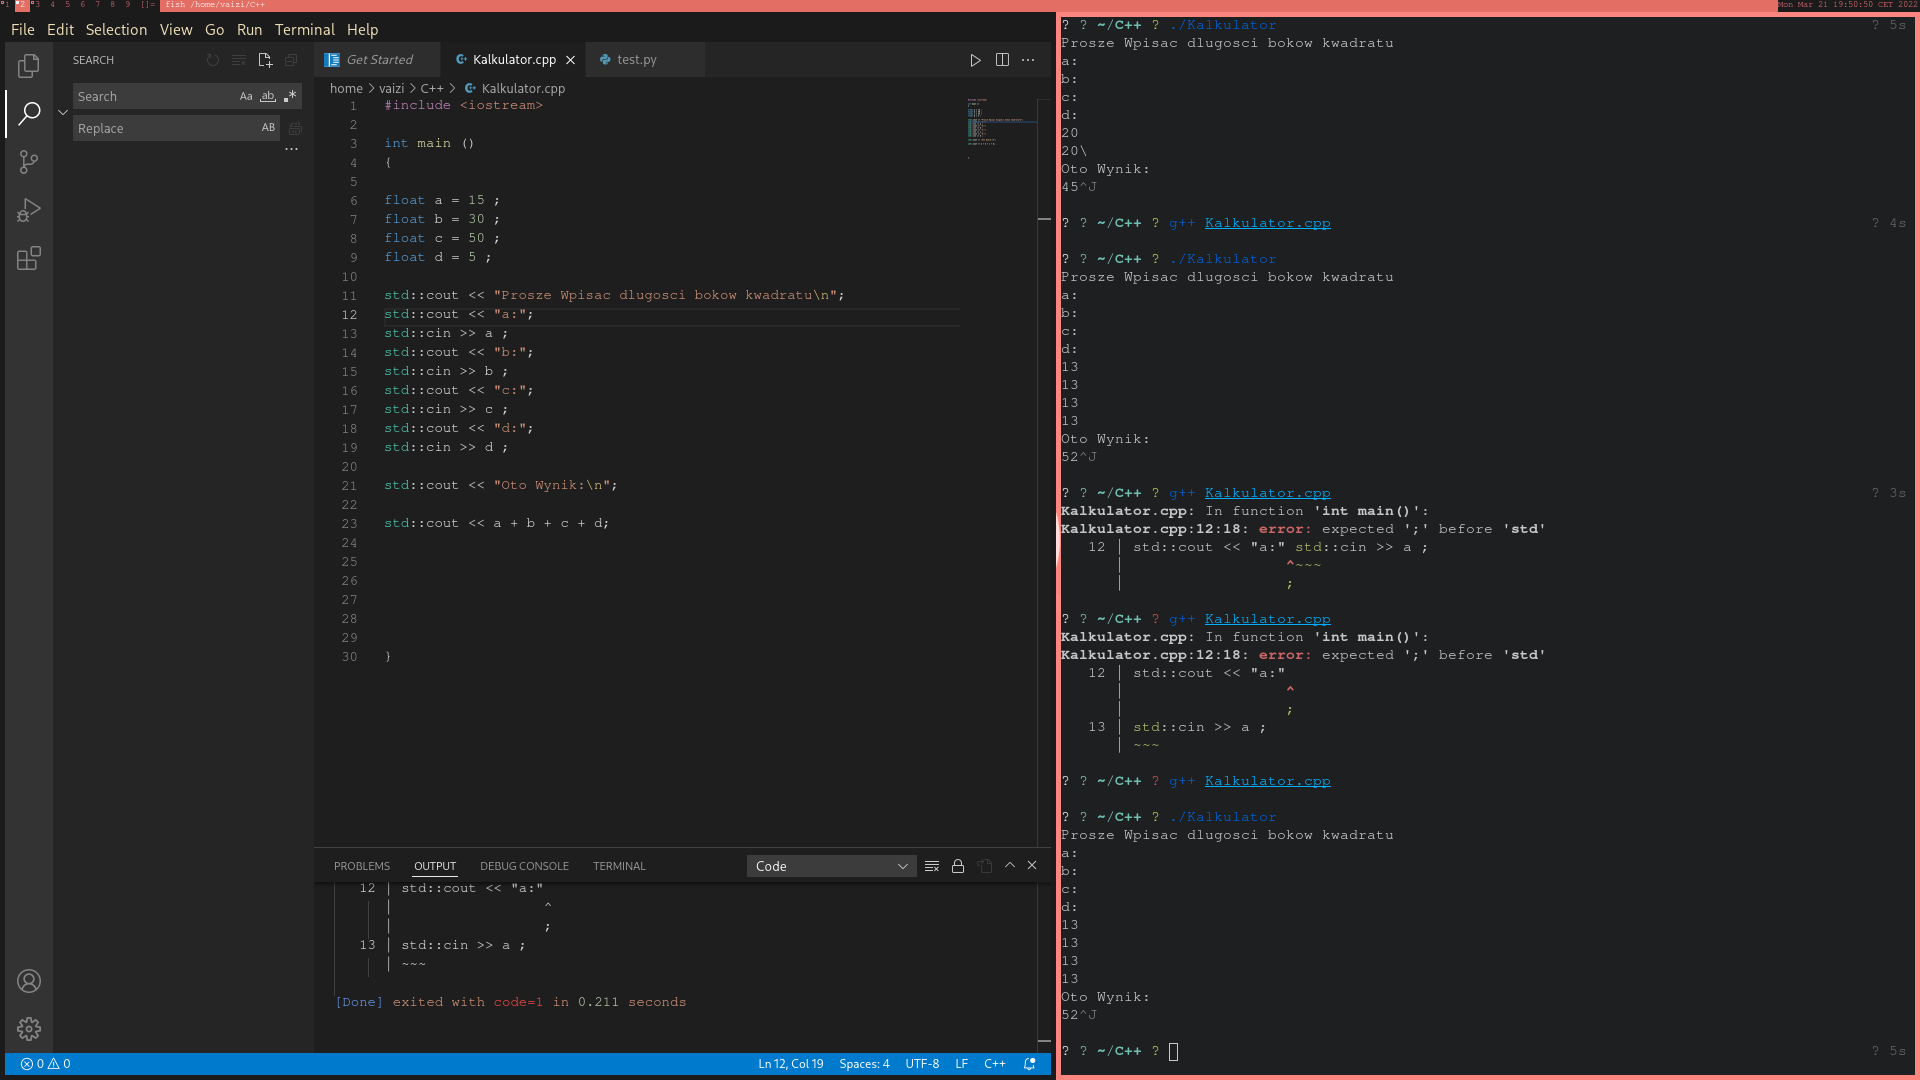 1 2 3 4 5 6 7 8 9 []= fish /home/vaizi/C++
Mon Mar 21 19:50:50 CET 2022
File Edit Selection View Go Run Terminal Help
SEARCH
Search Aa ab .*
Replace AB
...
Get Started Kalkulator.cpp test.py
home > vaizi > C++ > Kalkulator.cpp
1 #include <iostream>
2
3 int main ()
4 {
5
6 float a = 15 ;
7 float b = 30 ;
8 float c = 50 ;
9 float d = 5 ;
10
11 std::cout << "Prosze Wpisac dlugosci bokow kwadratu\n";
12 std::cout << "a:";
13 std::cin >> a ;
14 std::cout << "b:";
15 std::cin >> b ;
16 std::cout << "c:";
17 std::cin >> c ;
18 std::cout << "d:";
19 std::cin >> d ;
20
21 std::cout << "Oto Wynik:\n";
22
23 std::cout << a + b + c + d;
24
25
26
27
28
29
30 }
PROBLEMS OUTPUT DEBUG CONSOLE TERMINAL Code
12 | std::cout << "a:"
| ^
| ;
13 | std::cin >> a ;
| ~~~
[Done] exited with code=1 in 0.211 seconds
0 0 Ln 12, Col 19 Spaces: 4 UTF-8 LF C++
? ? ~/C++ ? ./Kalkulator ? 5s
Prosze Wpisac dlugosci bokow kwadratu
a:
b:
c:
d:
20
20\
Oto Wynik:
45^J
? ? ~/C++ ? g++ Kalkulator.cpp ? 4s
? ? ~/C++ ? ./Kalkulator
Prosze Wpisac dlugosci bokow kwadratu
a:
b:
c:
d:
13
13
13
13
Oto Wynik:
52^J
? ? ~/C++ ? g++ Kalkulator.cpp ? 3s
Kalkulator.cpp: In function 'int main()':
Kalkulator.cpp:12:18: error: expected ';' before 'std'
12 | std::cout << "a:" std::cin >> a ;
| ^~~~
| ;
? ? ~/C++ ? g++ Kalkulator.cpp
Kalkulator.cpp: In function 'int main()':
Kalkulator.cpp:12:18: error: expected ';' before 'std'
12 | std::cout << "a:"
| ^
| ;
13 | std::cin >> a ;
| ~~~
? ? ~/C++ ? g++ Kalkulator.cpp
? ? ~/C++ ? ./Kalkulator
Prosze Wpisac dlugosci bokow kwadratu
a:
b:
c:
d:
13
13
13
13
Oto Wynik:
52^J
? ? ~/C++ ? ? 5s